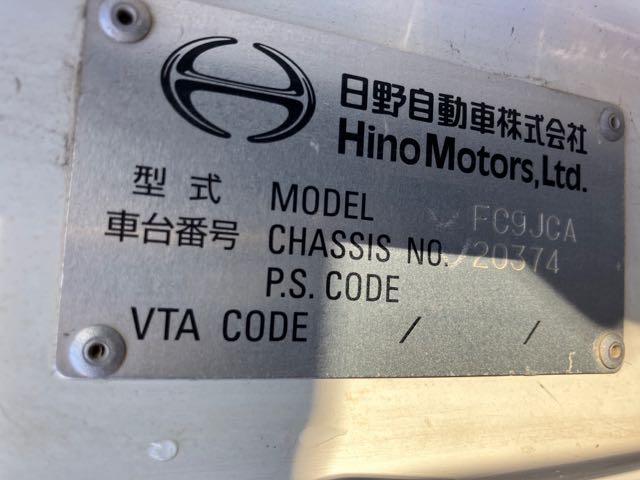 日野自動車株式会社
Hino Motors, Ltd.
型式 MODEL FC9JCA
車台番号 CHASSIS NO. 20374
P.S. CODE
VTA CODE / /